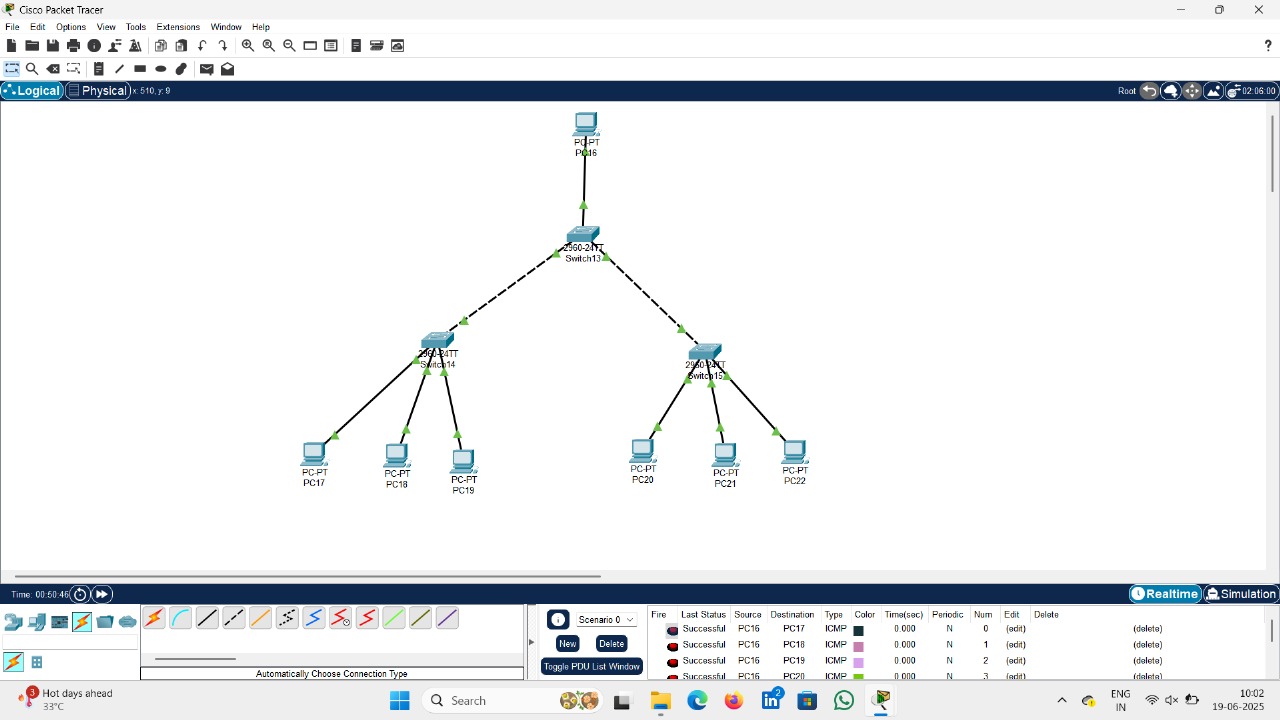 Cisco Packet Tracer
File Edit Options View Tools Extensions Window Help
?
Logical Physical x: 510, y: 9 Root 02:06:00
PC-PT
PC16
2960-24TT
Switch13
2960-24TT
Switch14
2960-24TT
Switch15
PC-PT
PC17
PC-PT
PC18
PC-PT
PC19
PC-PT
PC20
PC-PT
PC21
PC-PT
PC22
Time: 00:50:46 Realtime Simulation
Automatically Choose Connection Type
Scenario 0
New Delete
Toggle PDU List Window
Fire Last Status Source Destination Type Color Time(sec) Periodic Num Edit Delete
Successful PC16 PC17 ICMP 0.000 N 0 (edit) (delete)
Successful PC16 PC18 ICMP 0.000 N 1 (edit) (delete)
Successful PC16 PC19 ICMP 0.000 N 2 (edit) (delete)
Successful PC16 PC20 ICMP 0.000 N 3 (edit) (delete)
3 Hot days ahead
33°C
Search
2
ENG
IN
10:02
19-06-2025